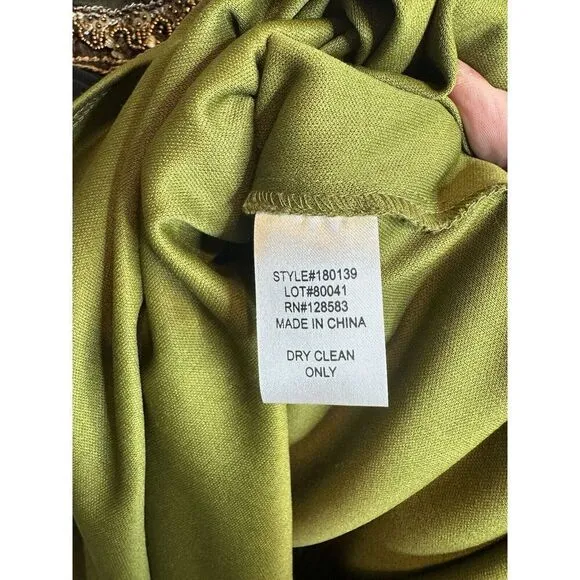 STYLE#180139
LOT#80041
RN#128583
MADE IN CHINA
DRY CLEAN
ONLY